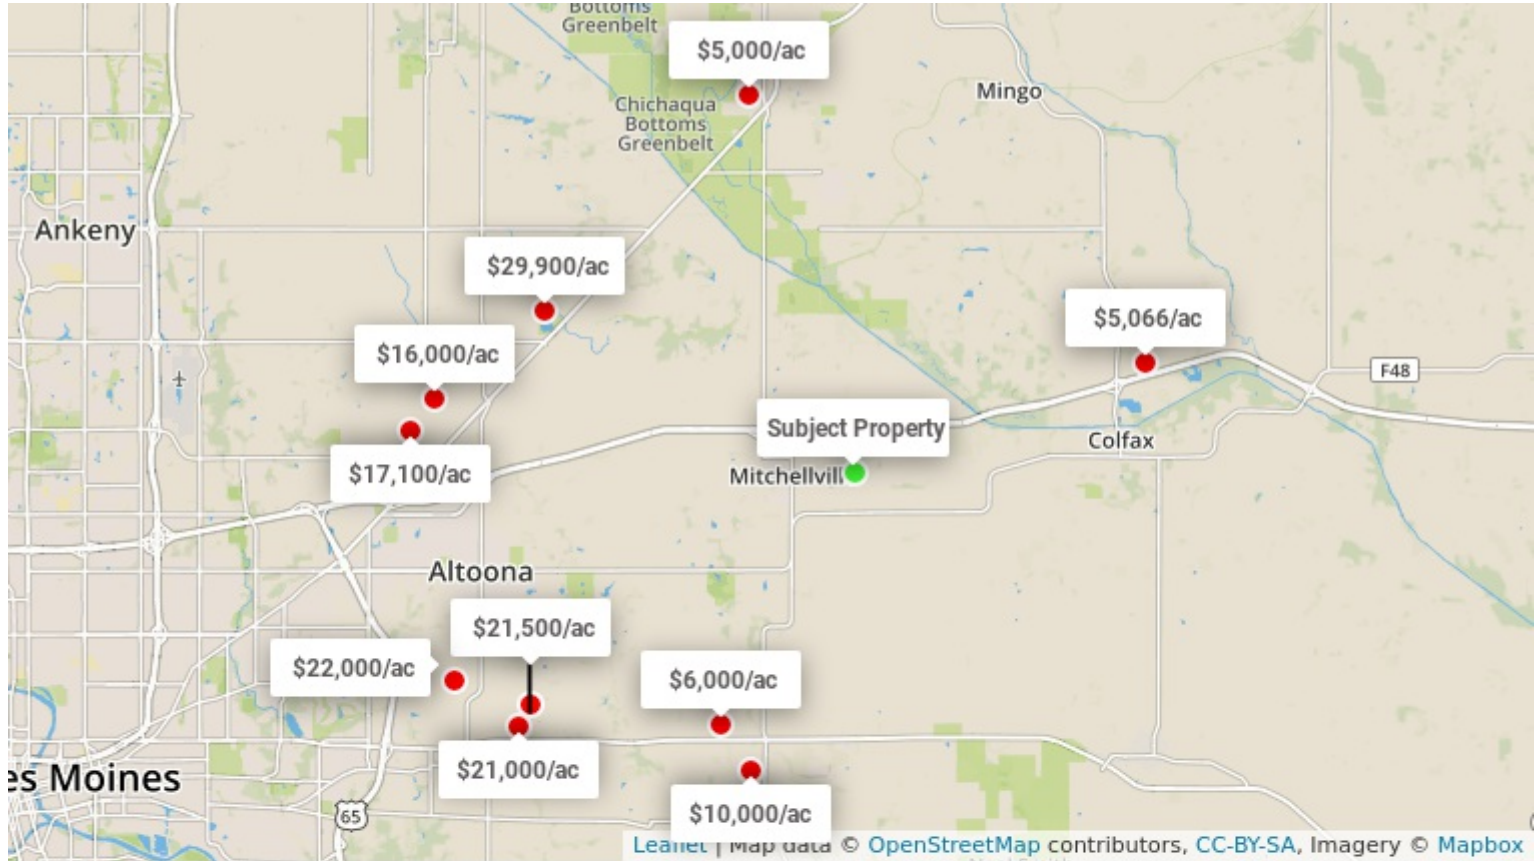 Bottoms
Greenbelt
$5,000/ac
Mingo
Chichaqua
Bottoms
Greenbelt
Ankeny
$29,900/ac
$5,066/ac
$16,000/ac
F48
Subject Property
Colfax
$17,100/ac
Mitchellvill
Altoona
$21,500/ac
$22,000/ac
$6,000/ac
$21,000/ac
es Moines
$10,000/ac
65
Leaflet | Map data © OpenStreetMap contributors, CC-BY-SA, Imagery © Mapbox